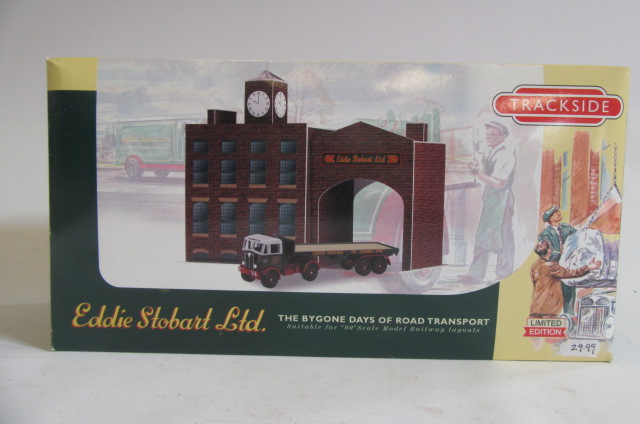 TRACKSIDE
Eddie Stobart Ltd
Eddie Stobart Ltd.
THE BYGONE DAYS OF ROAD TRANSPORT
Suitable for "00" Scale Model Railway layouts
LIMITED
EDITION
29.99